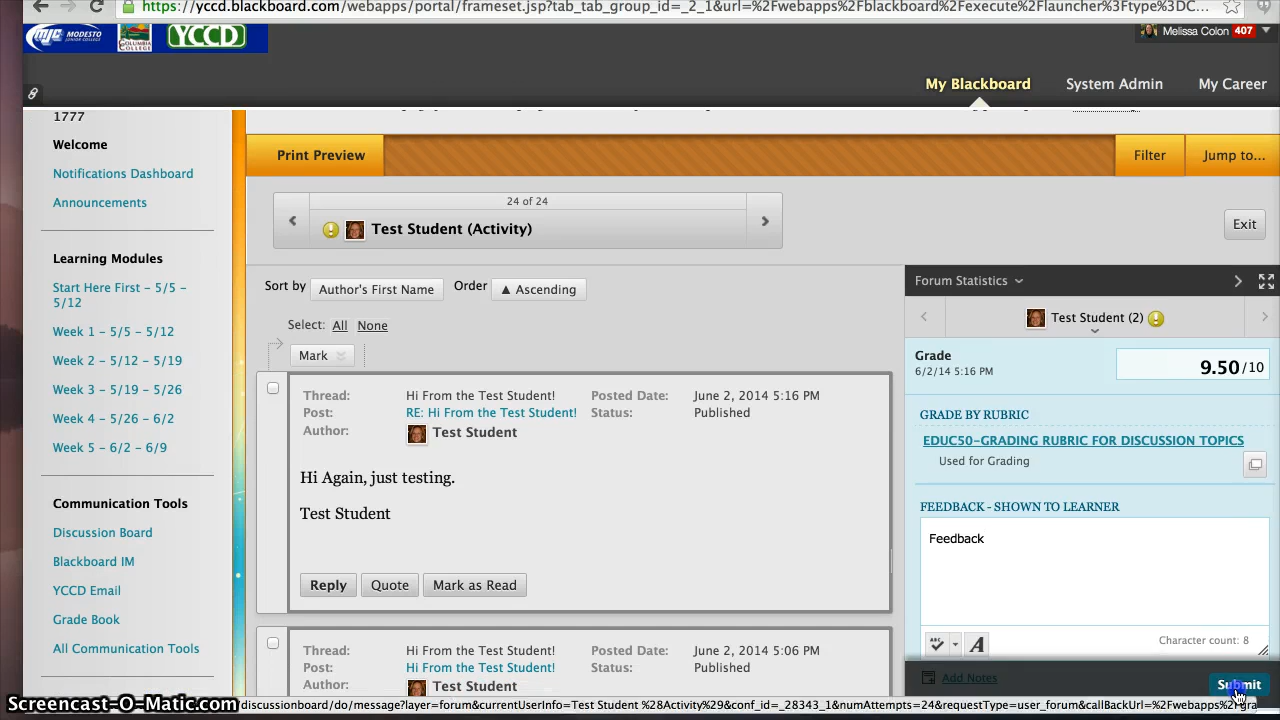 https://yccd.blackboard.com/webapps/portal/frameset.jsp?tab_tab_group_id=_2_1&url=%2Fwebapps%2Fblackboard%2Fexecute%2Flauncher%3Ftype%3DC...
mjc MODESTO JUNIOR COLLEGE
COLUMBIA COLLEGE
YCCD
Melissa Colon 407
My Blackboard System Admin My Career
1777
Welcome
Notifications Dashboard
Announcements
Learning Modules
Start Here First - 5/5 -
5/12
Week 1 - 5/5 - 5/12
Week 2 - 5/12 - 5/19
Week 3 - 5/19 - 5/26
Week 4 - 5/26 - 6/2
Week 5 - 6/2 - 6/9
Communication Tools
Discussion Board
Blackboard IM
YCCD Email
Grade Book
All Communication Tools
Print Preview
Filter
Jump to...
24 of 24
Test Student (Activity)
Exit
Sort by Author's First Name Order ▲ Ascending
Select: All None
Mark
Thread: Hi From the Test Student! Posted Date: June 2, 2014 5:16 PM
Post: RE: Hi From the Test Student! Status: Published
Author: Test Student
Hi Again, just testing.
Test Student
Reply Quote Mark as Read
Thread: Hi From the Test Student! Posted Date: June 2, 2014 5:06 PM
Post: Hi From the Test Student! Status: Published
Author: Test Student
Forum Statistics
Test Student (2)
Grade 9.50 /10
6/2/14 5:16 PM
GRADE BY RUBRIC
EDUC50-GRADING RUBRIC FOR DISCUSSION TOPICS
Used for Grading
FEEDBACK - SHOWN TO LEARNER
Feedback
ABC A
Character count: 8
Add Notes
Submit
Screencast-O-Matic.com
/discussionboard/do/message?layer=forum&currentUserInfo=Test Student %28Activity%29&conf_id=_28343_1&numAttempts=24&requestType=user_forum&callBackUrl=%2Fwebapps%2Fgra